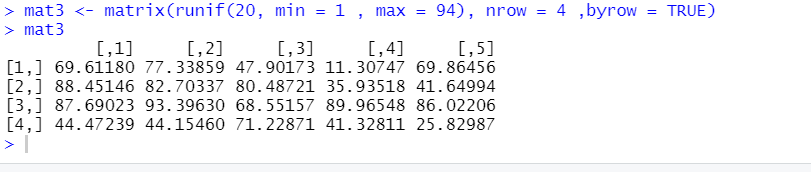 > mat3 <- matrix(runif(20, min = 1 , max = 94), nrow = 4 ,byrow = TRUE)
> mat3
[,1] [,2] [,3] [,4] [,5]
[1,] 69.61180 77.33859 47.90173 11.30747 69.86456
[2,] 88.45146 82.70337 80.48721 35.93518 41.64994
[3,] 87.69023 93.39630 68.55157 89.96548 86.02206
[4,] 44.47239 44.15460 71.22871 41.32811 25.82987
>